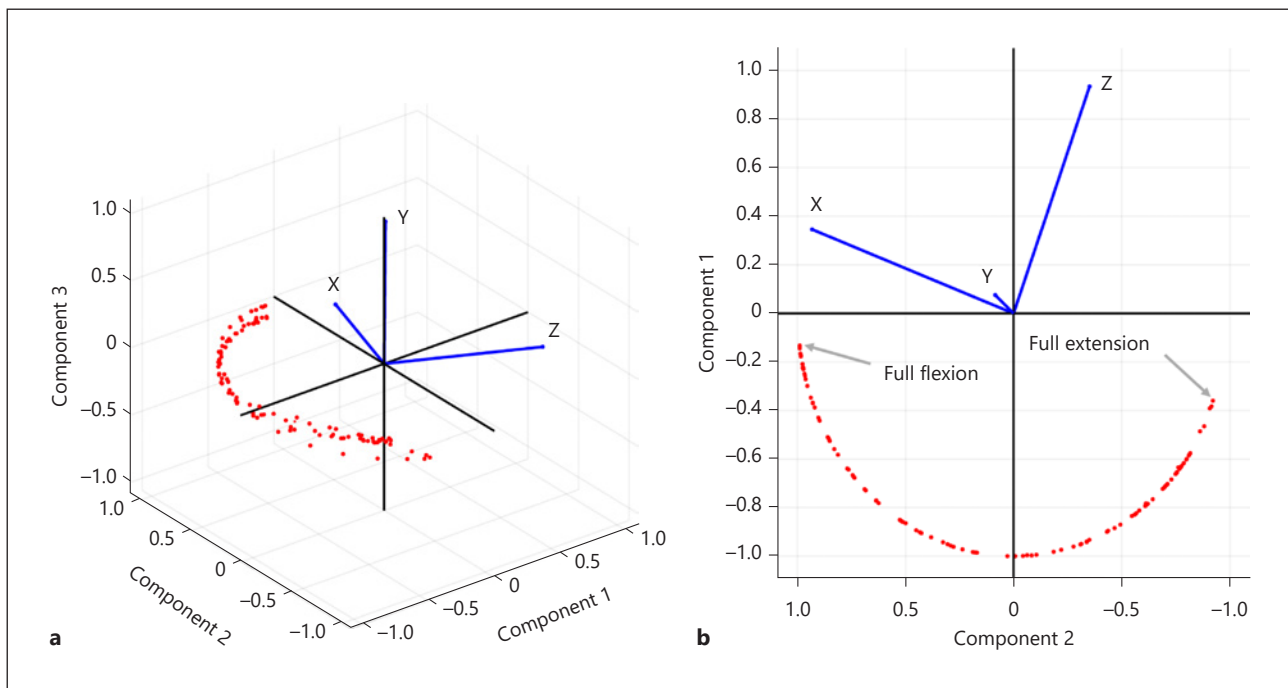 1.0
0.5
0
−0.5
−1.0
Component 3
1.0
0.5
0
−0.5
−1.0
Component 2
−1.0
−0.5
0
0.5
1.0
Component 1
X
Y
Z
a
1.0
0.8
0.6
0.4
0.2
0
−0.2
−0.4
−0.6
−0.8
−1.0
Component 1
Z
X
Y
Full extension
Full flexion
1.0
0.5
0
−0.5
−1.0
Component 2
b